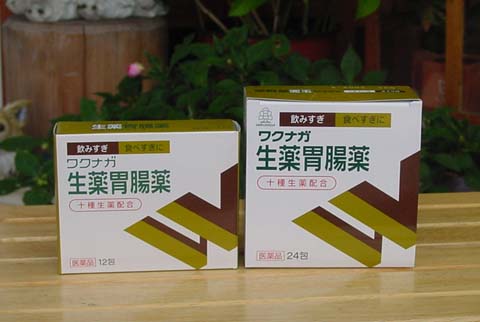 生薬
飲みすぎ 食べすぎに
ワクナガ
生薬胃腸薬
十種生薬配合
医薬品 12包
飲みすぎ 食べすぎに
ワクナガ
生薬胃腸薬
十種生薬配合
医薬品 24包